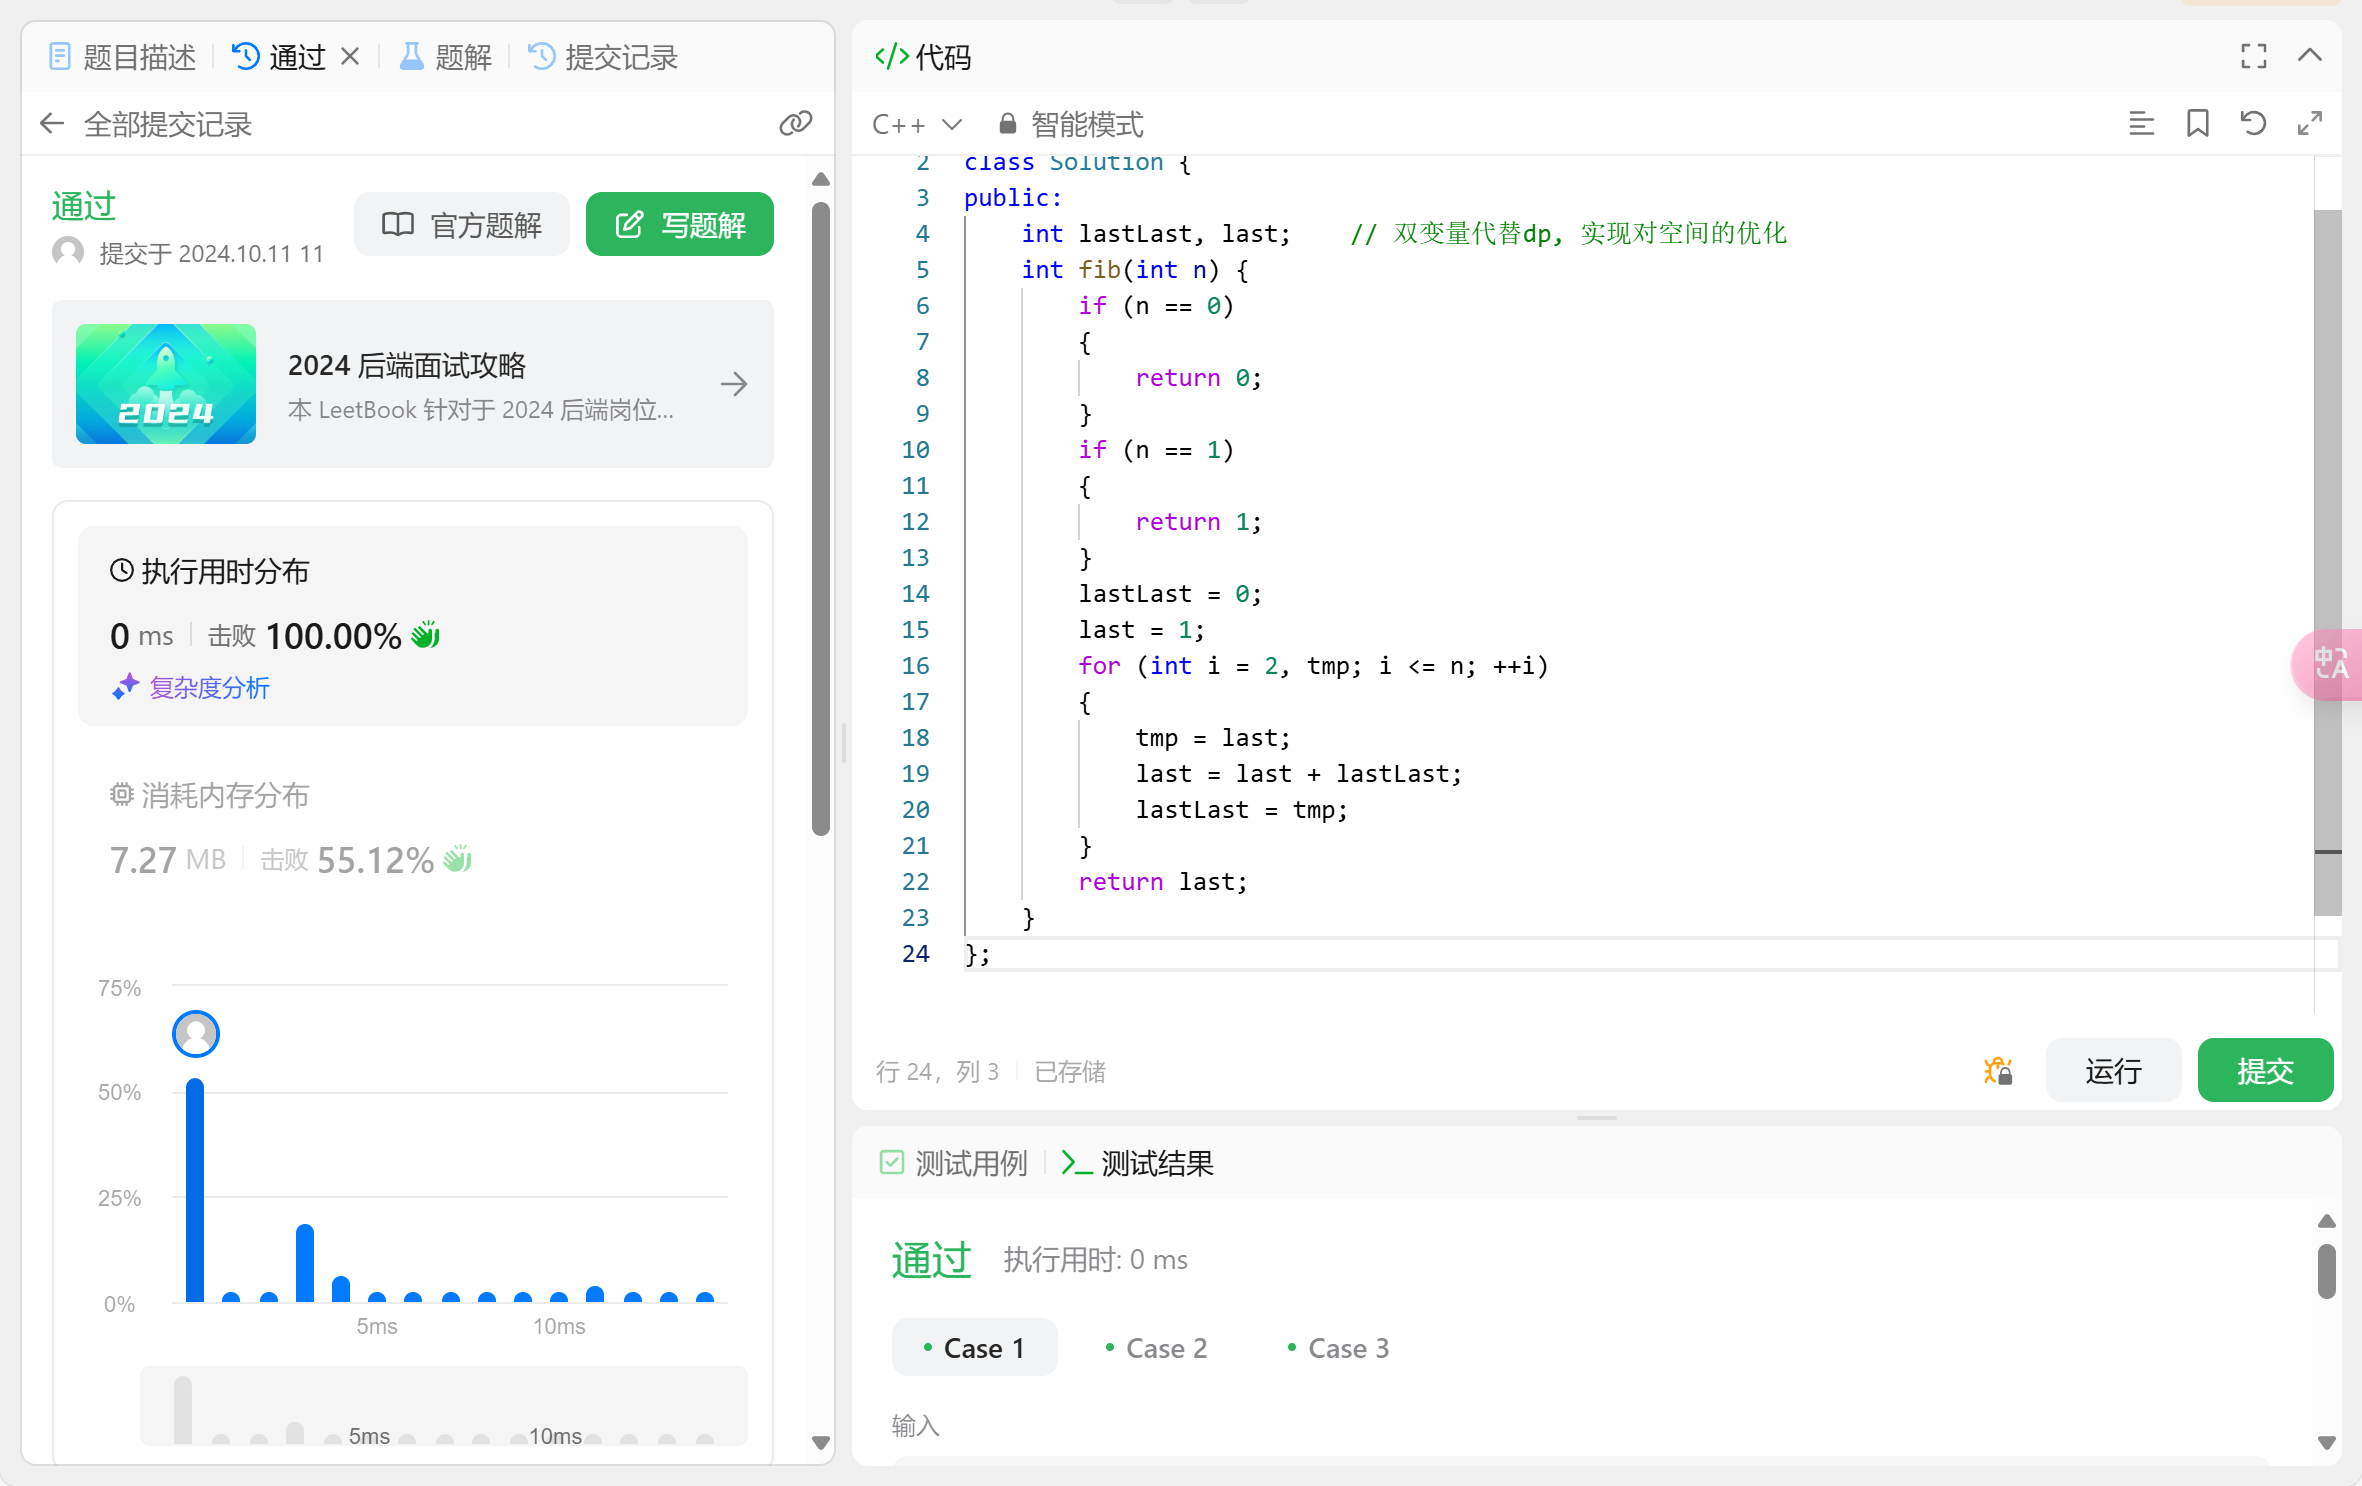 题目描述
通过
题解
提交记录
全部提交记录
通过
提交于 2024.10.11 11
官方题解
写题解
2024
2024 后端面试攻略
本 LeetBook 针对于 2024 后端岗位...
执行用时分布
0 ms 击败 100.00%
复杂度分析
消耗内存分布
7.27 MB 击败 55.12%
75%
50%
25%
0%
5ms
10ms
5ms
10ms
代码
C++
智能模式
2 class Solution {
3 public:
4     int lastLast, last;    // 双变量代替dp, 实现对空间的优化
5     int fib(int n) {
6         if (n == 0)
7         {
8             return 0;
9         }
10         if (n == 1)
11         {
12             return 1;
13         }
14         lastLast = 0;
15         last = 1;
16         for (int i = 2, tmp; i <= n; ++i)
17         {
18             tmp = last;
19             last = last + lastLast;
20             lastLast = tmp;
21         }
22         return last;
23     }
24 };
中A
行 24, 列 3
已存储
运行
提交
测试用例
测试结果
通过
执行用时: 0 ms
Case 1
Case 2
Case 3
输入